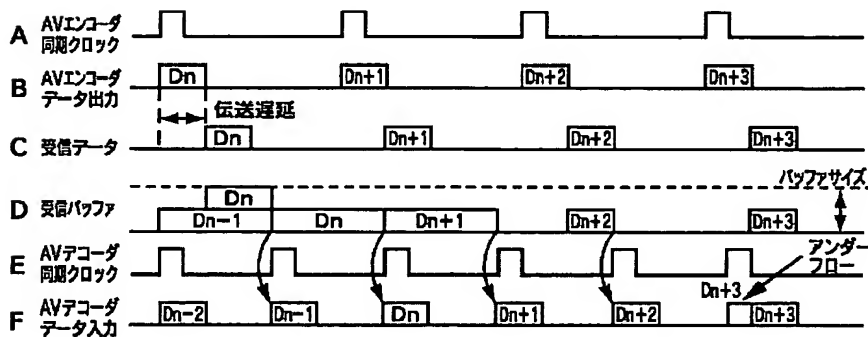 A AVエンコーダ
同期クロック
B AVエンコーダ
データ出力
Dn Dn+1 Dn+2 Dn+3
伝送遅延
C 受信データ
Dn Dn+1 Dn+2 Dn+3
バッファサイズ
D 受信バッファ
Dn
Dn-1 Dn Dn+1 Dn+2 Dn+3
E AVデコーダ
同期クロック
アンダー
フロー
Dn+3
F AVデコーダ
データ入力
Dn-2 Dn-1 Dn Dn+1 Dn+2 Dn+3